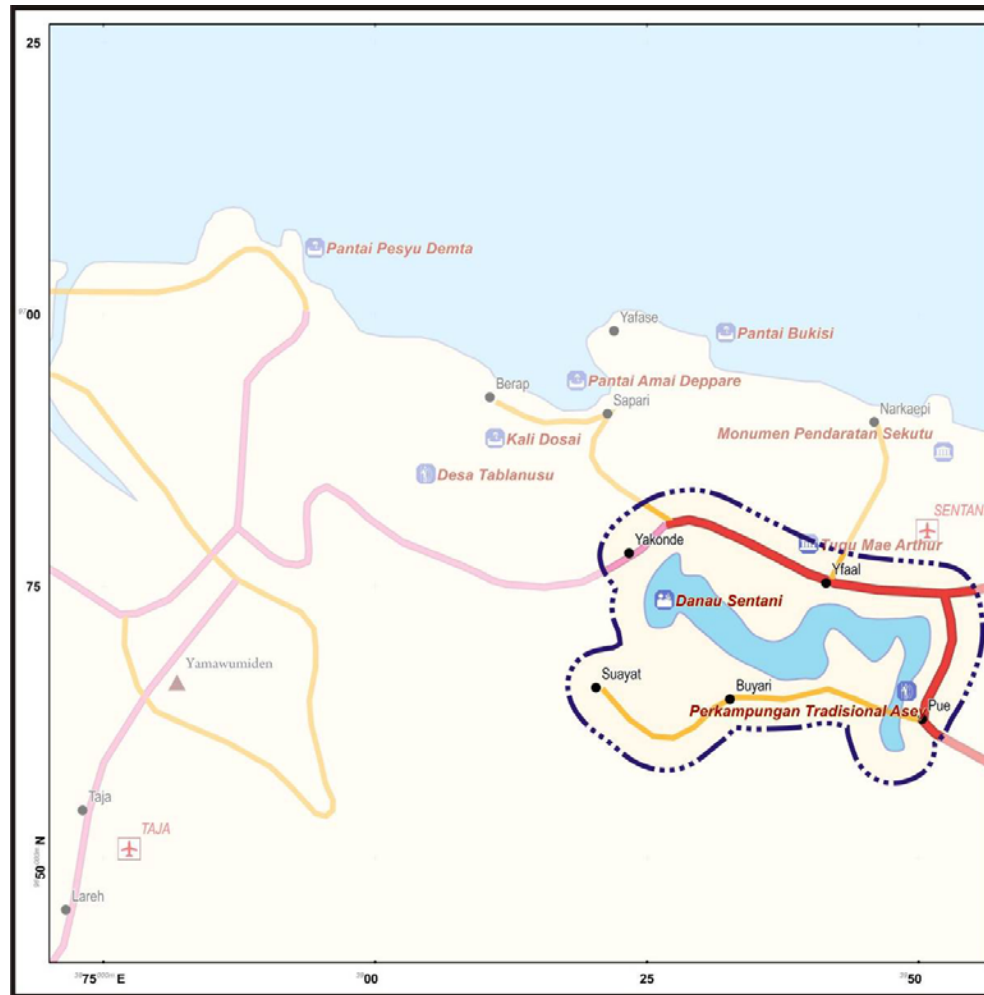 25
Pantai Pesyu Demta
00
Yafase
Pantai Bukisi
Pantai Amai Deppare
Berap
Sapari
Narkaepi
Monumen Pendaratan Sekutu
Kali Dosai
Desa Tablanusu
SENTAN
Yakonde
Tugu Mae Arthur
Yfaal
75
Danau Sentani
Yamawumiden
Suayat
Buyari
Perkampungan Tradisional Asey
Pue
Taja
TAJA
50
N
Lareh
75 E
00
25
50